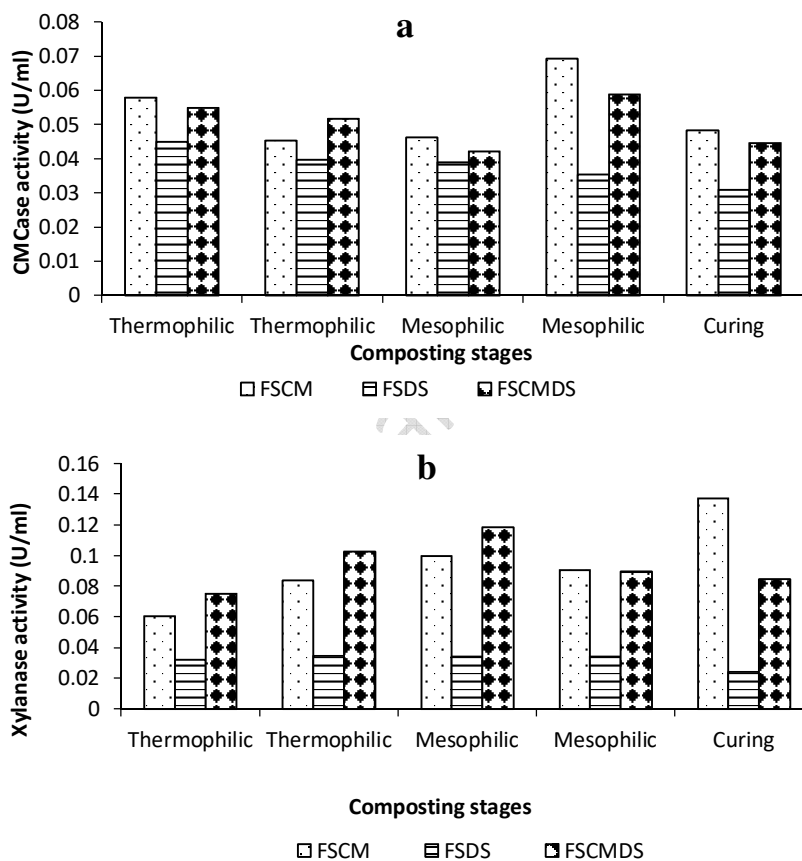 a
CMCase activity (U/ml)
0.08
0.07
0.06
0.05
0.04
0.03
0.02
0.01
0
Thermophilic Thermophilic Mesophilic Mesophilic Curing
Composting stages
FSCM FSDS FSCMDS
b
Xylanase activity (U/ml)
0.16
0.14
0.12
0.1
0.08
0.06
0.04
0.02
0
Thermophilic Thermophilic Mesophilic Mesophilic Curing
Composting stages
FSCM FSDS FSCMDS